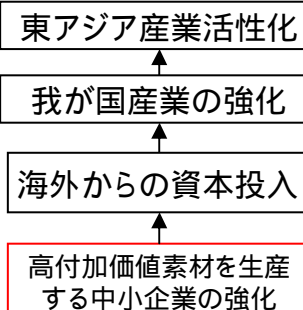 東アジア産業活性化
我が国産業の強化
海外からの資本投入
高付加価値素材を生産
する中小企業の強化